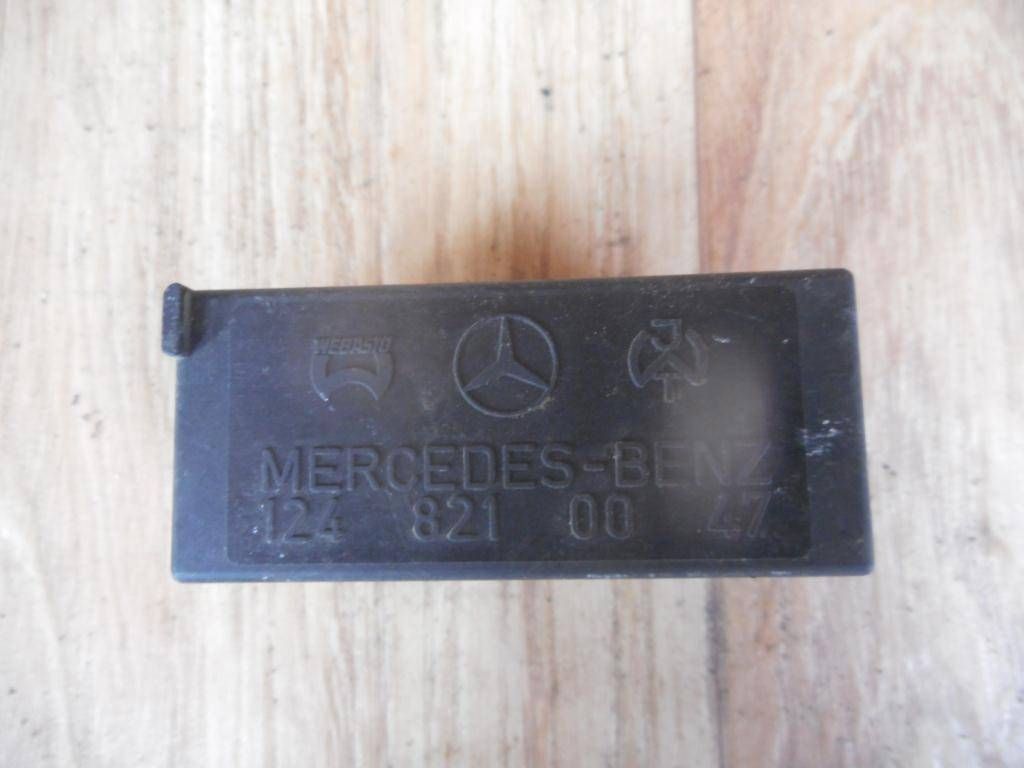 WEBASTO
MERCEDES-BENZ
124 821 00 47